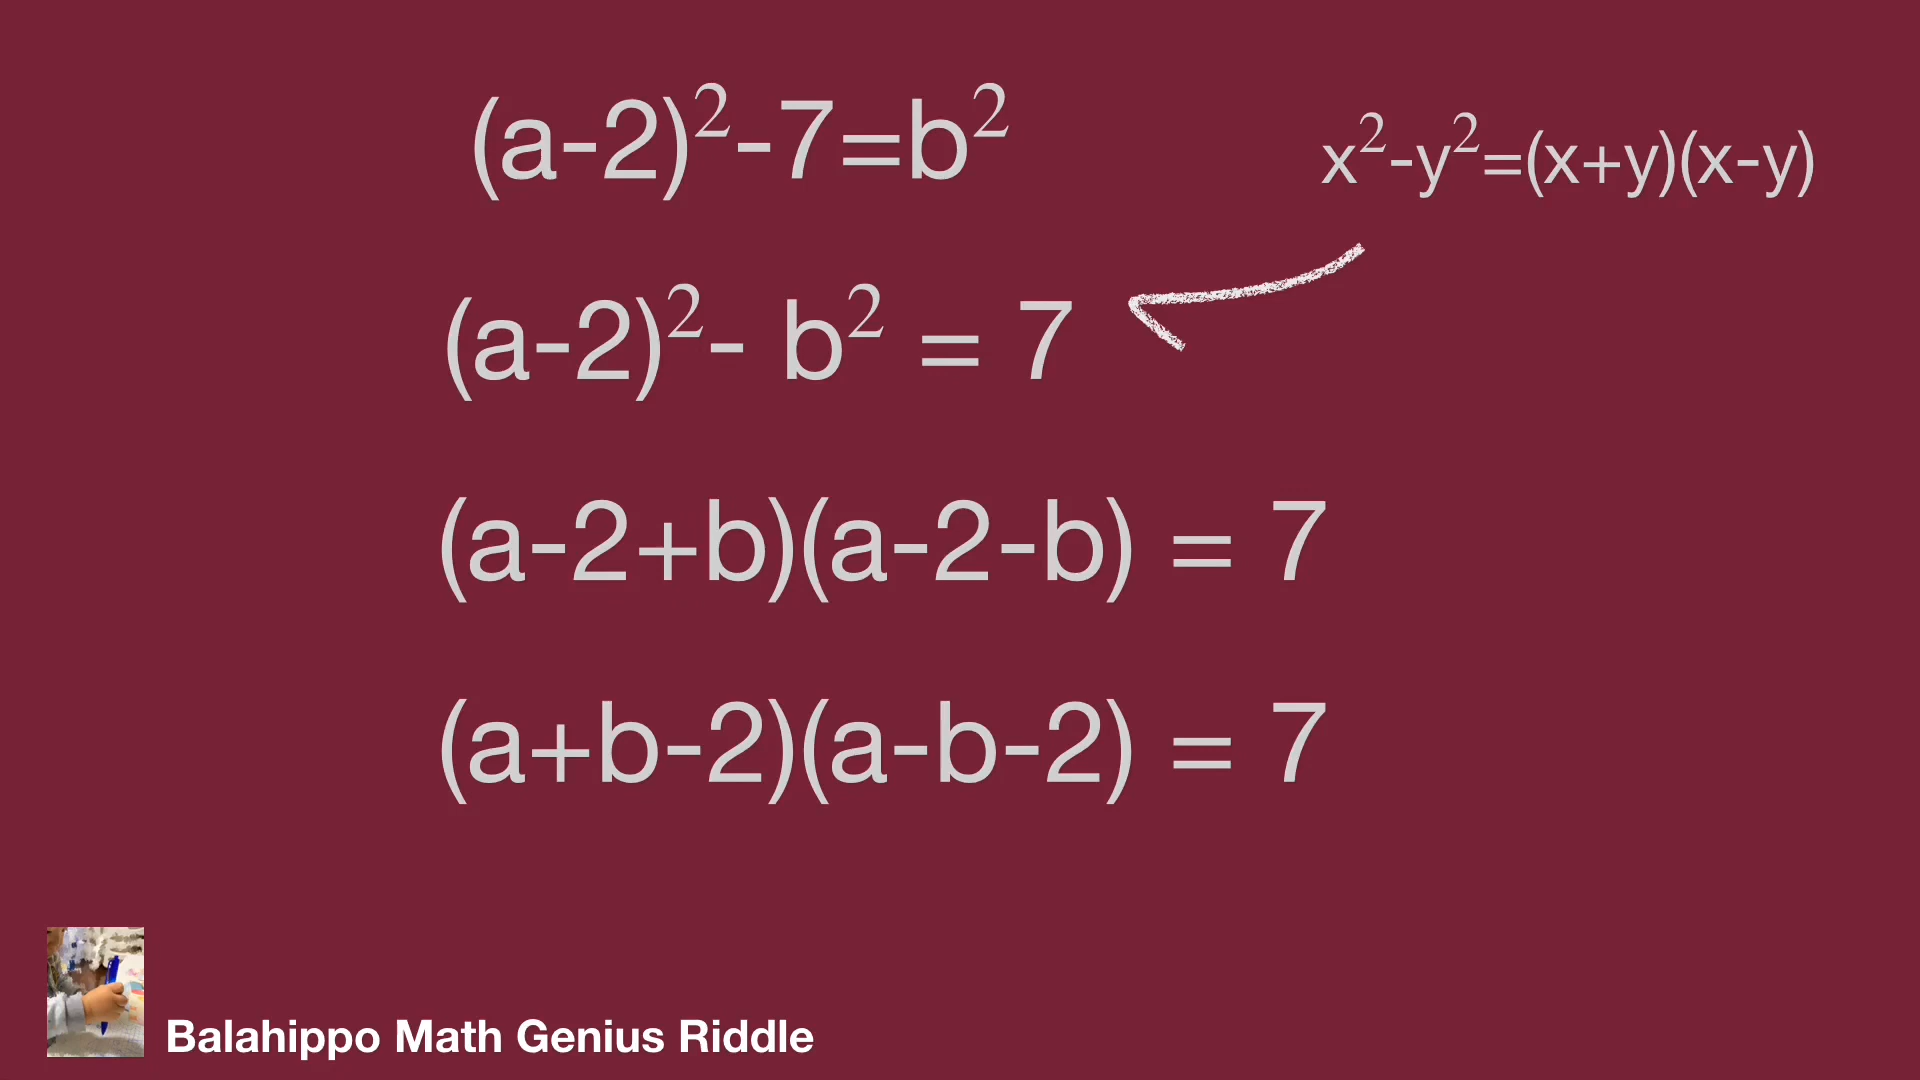 (a-2)²-7=b²
x²-y²=(x+y)(x-y)
(a-2)²- b² = 7
(a-2+b)(a-2-b) = 7
(a+b-2)(a-b-2) = 7
Balahippo Math Genius Riddle